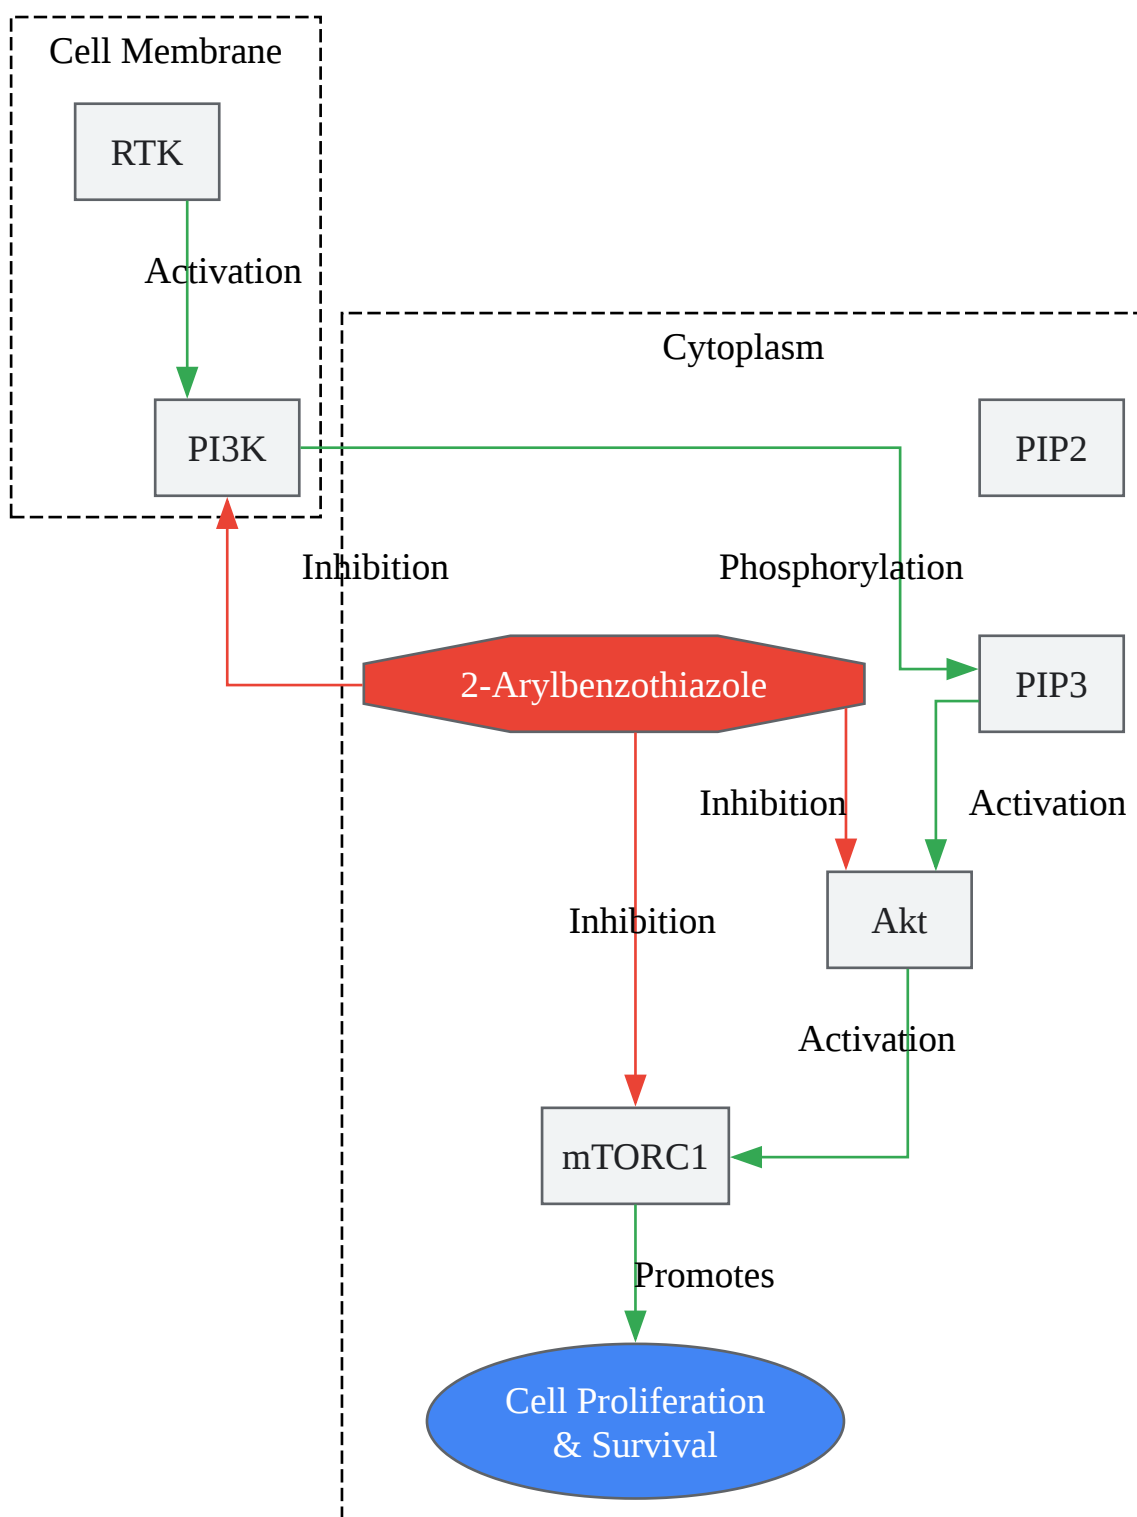 Cell Membrane
RTK
Activation
Cytoplasm
PI3K
PIP2
Inhibition
Phosphorylation
2-Arylbenzothiazole
PIP3
Inhibition
Activation
Inhibition
Akt
Activation
mTORC1
Promotes
Cell Proliferation
& Survival